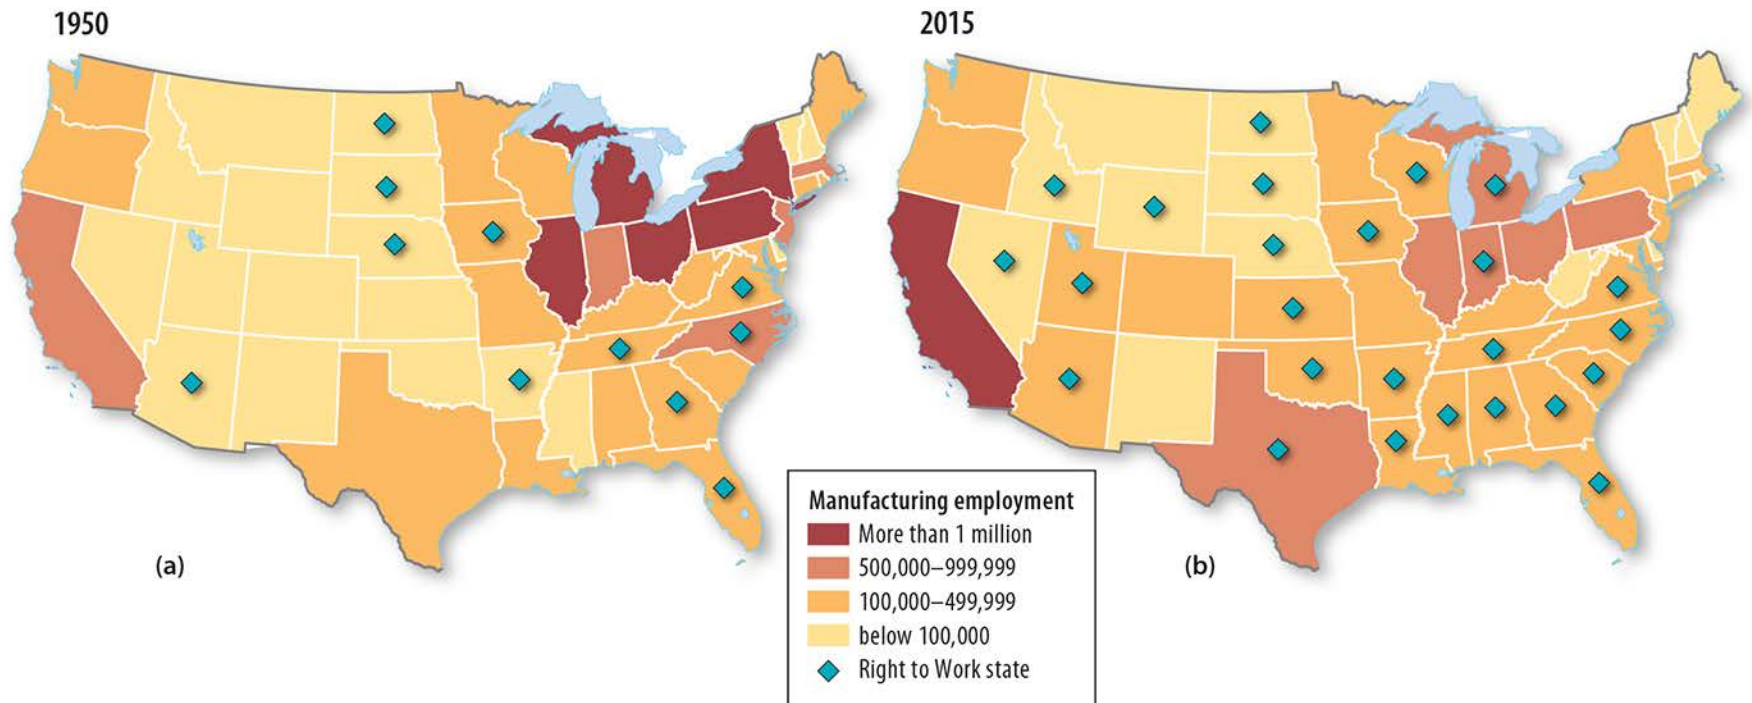 1950
2015
(a)
(b)
Manufacturing employment
More than 1 million
500,000–999,999
100,000–499,999
below 100,000
Right to Work state